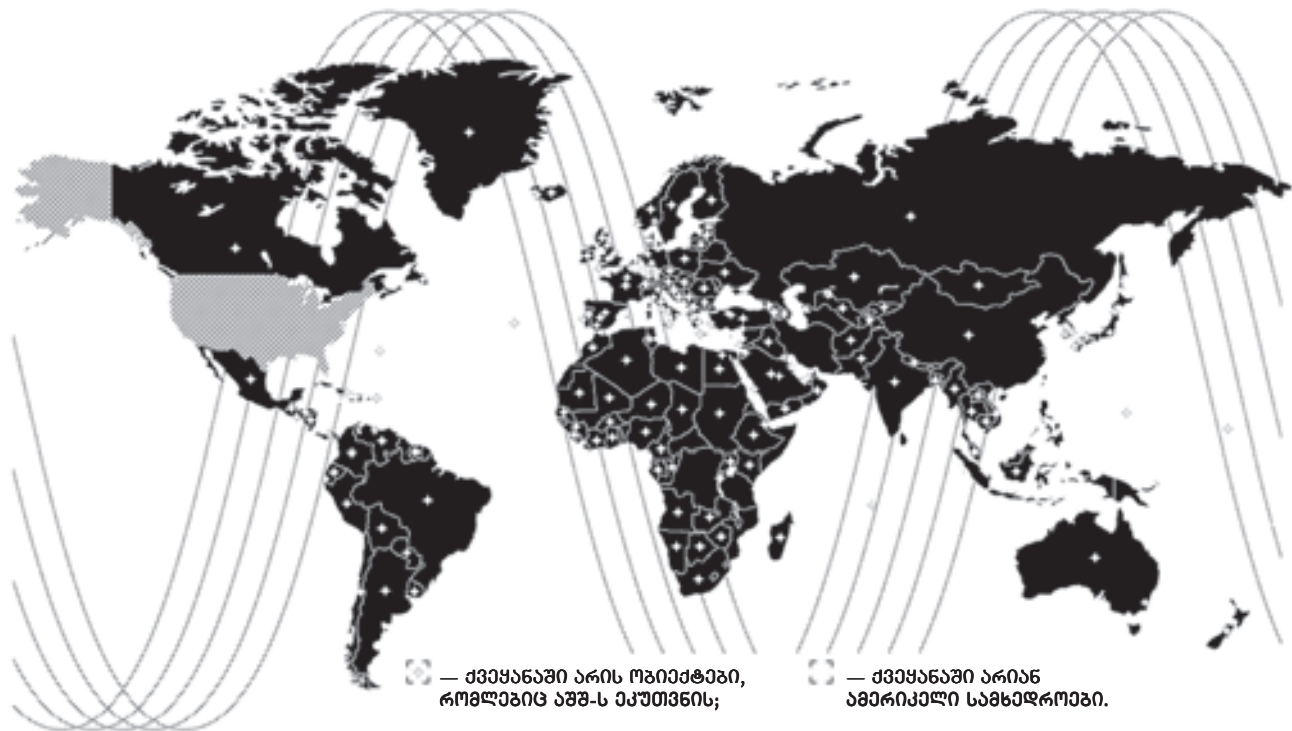 — ქვეყანაში არის ობიექტები,
რომლებიც აშშ-ს ეკუთვნის;
— ქვეყანაში არიან
ამერიკელი სამხედროები.